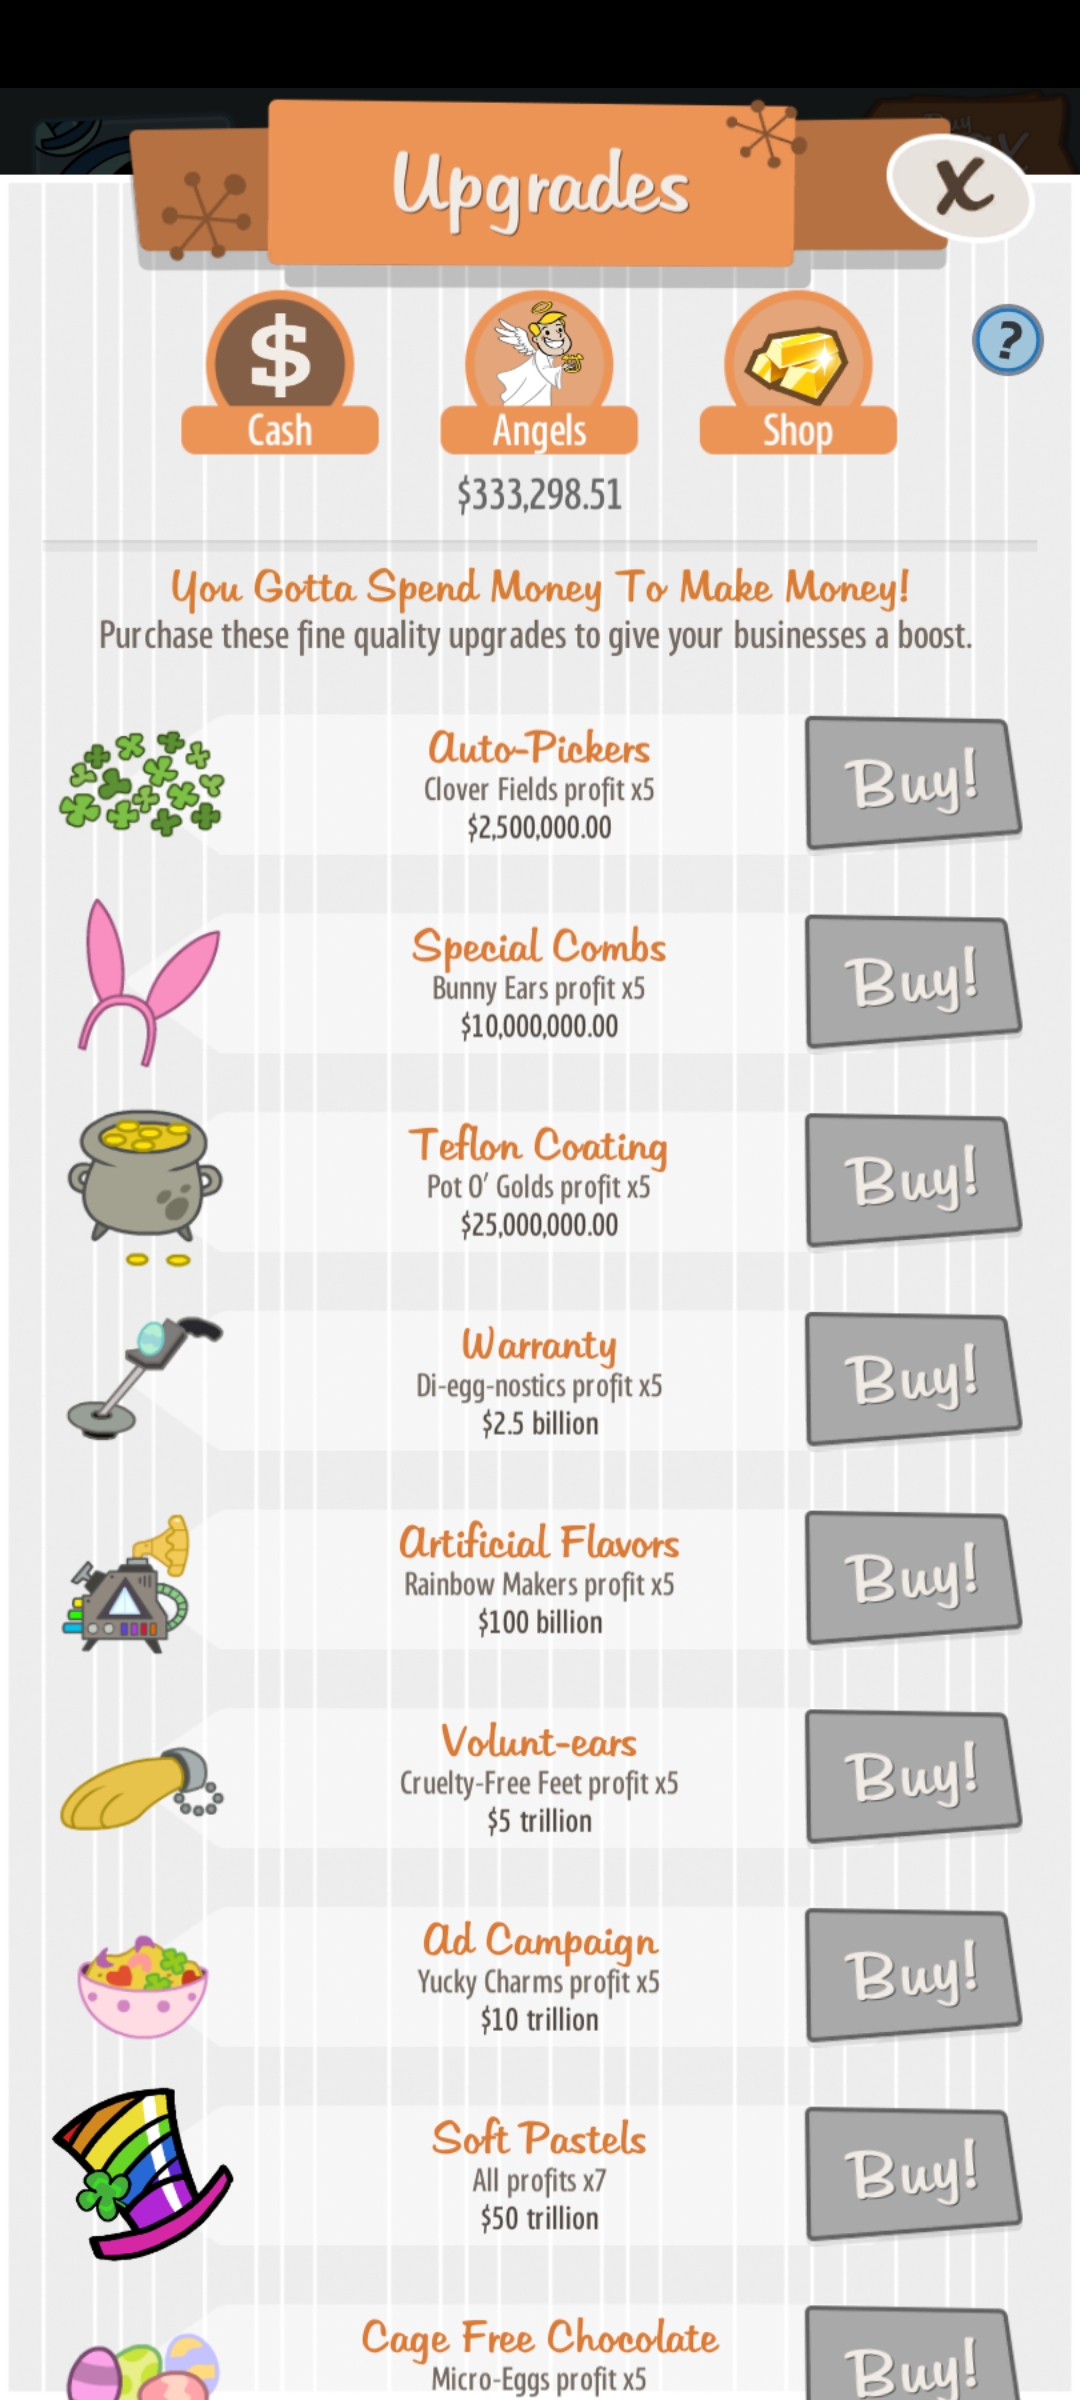 Upgrades
X
$
?
Cash
Angels
Shop
$333,298.51
You Gotta Spend Money To Make Money!
Purchase these fine quality upgrades to give your businesses a boost.
Auto-Pickers
Clover Fields profit x5
$2,500,000.00
Buy!
Special Combs
Bunny Ears profit x5
$10,000,000.00
Buy!
Teflon Coating
Pot O' Golds profit x5
$25,000,000.00
Buy!
Warranty
Di-egg-nostics profit x5
$2.5 billion
Buy!
Artificial Flavors
Rainbow Makers profit x5
$100 billion
Buy!
Volunt-ears
Cruelty-Free Feet profit x5
$5 trillion
Buy!
Ad Campaign
Yucky Charms profit x5
$10 trillion
Buy!
Soft Pastels
All profits x7
$50 trillion
Buy!
Cage Free Chocolate
Micro-Eggs profit x5
Buy!